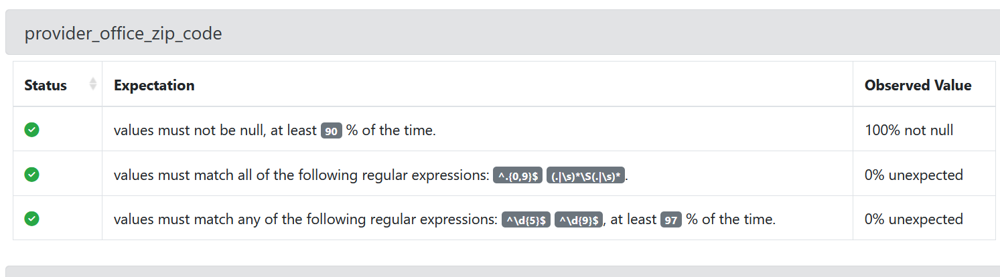 provider_office_zip_code
Status Expectation Observed Value
values must not be null, at least 90 % of the time. 100% not null
values must match all of the following regular expressions: ^.{0,9}$ (.|\s)*\S(.|\s)* . 0% unexpected
values must match any of the following regular expressions: ^\d{5}$ ^\d{9}$ , at least 97 % of the time. 0% unexpected